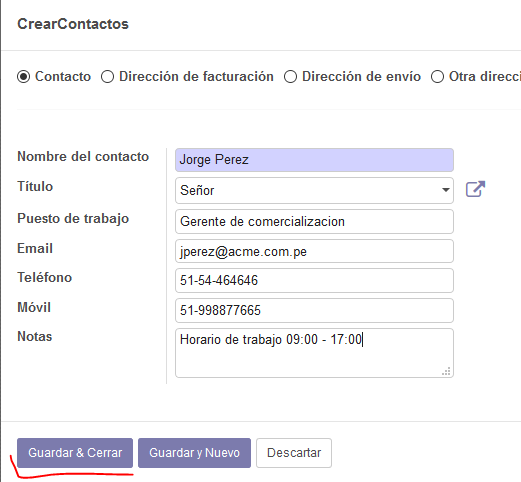 CrearContactos
Contacto Dirección de facturación Dirección de envío Otra direcci
Nombre del contacto Jorge Perez
Título Señor
Puesto de trabajo Gerente de comercializacion
Email jperez@acme.com.pe
Teléfono 51-54-464646
Móvil 51-998877665
Notas Horario de trabajo 09:00 - 17:00
Guardar & Cerrar Guardar y Nuevo Descartar